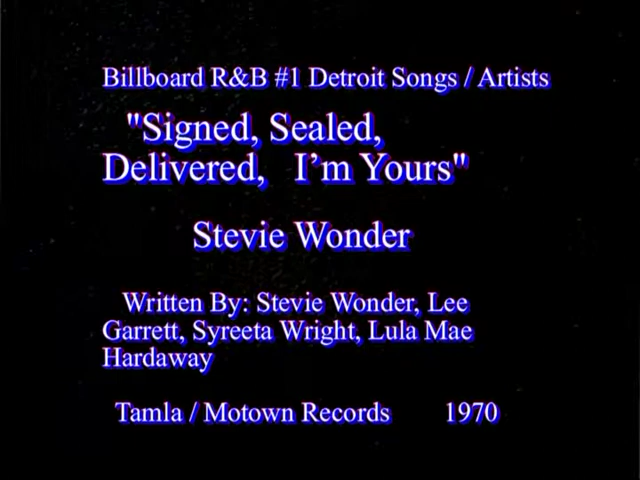 Billboard R&B #1 Detroit Songs / Artists
"Signed, Sealed,
Delivered, I’m Yours"
Stevie Wonder
Written By: Stevie Wonder, Lee
Garrett, Syreeta Wright, Lula Mae
Hardaway
Tamla / Motown Records 1970